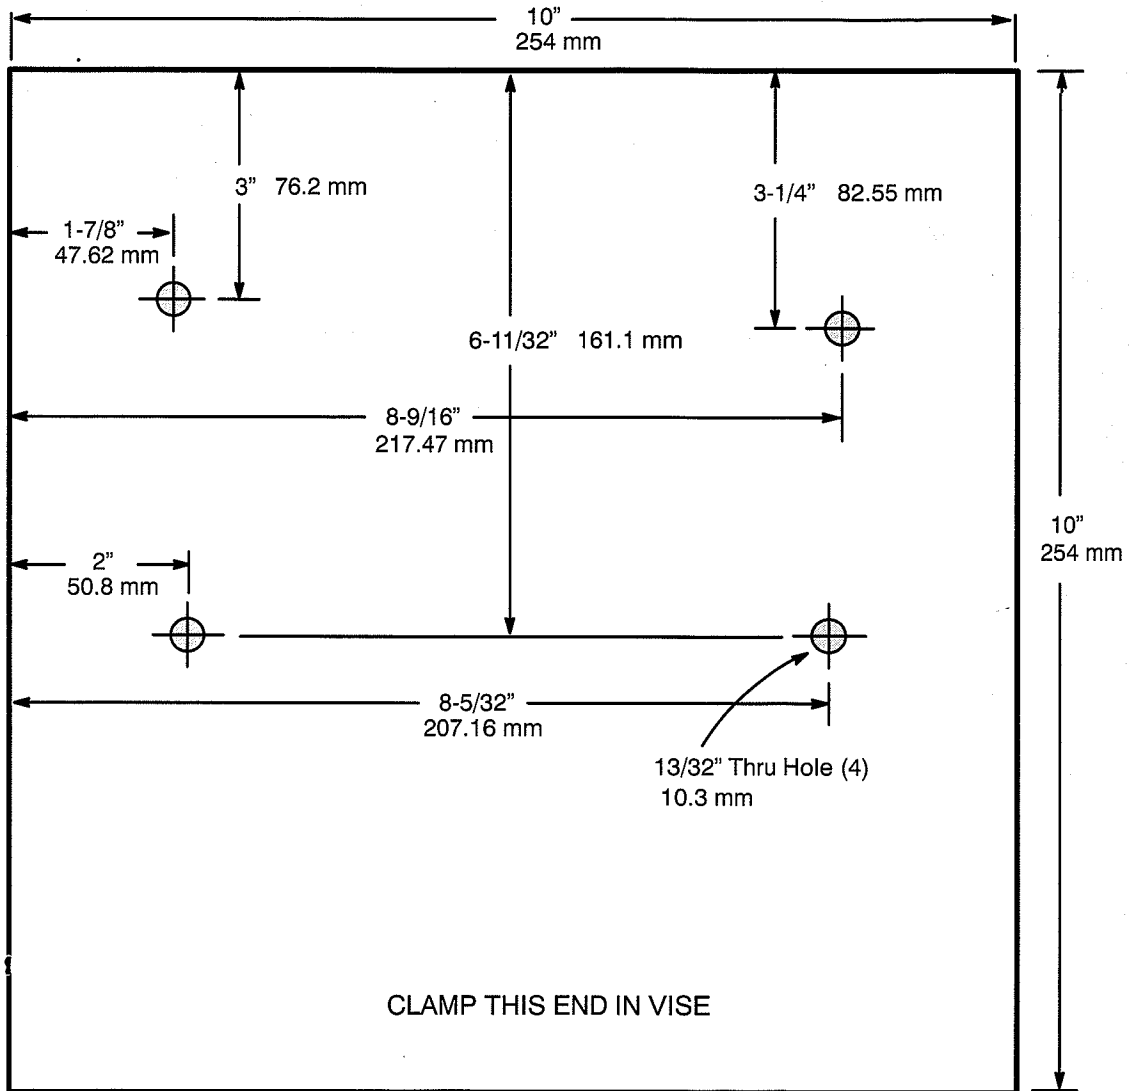 10”
254 mm
3” 76.2 mm
3-1/4” 82.55 mm
1-7/8”
47.62 mm
6-11/32” 161.1 mm
8-9/16”
217.47 mm
10”
254 mm
2”
50.8 mm
8-5/32”
207.16 mm
13/32” Thru Hole (4)
10.3 mm
CLAMP THIS END IN VISE